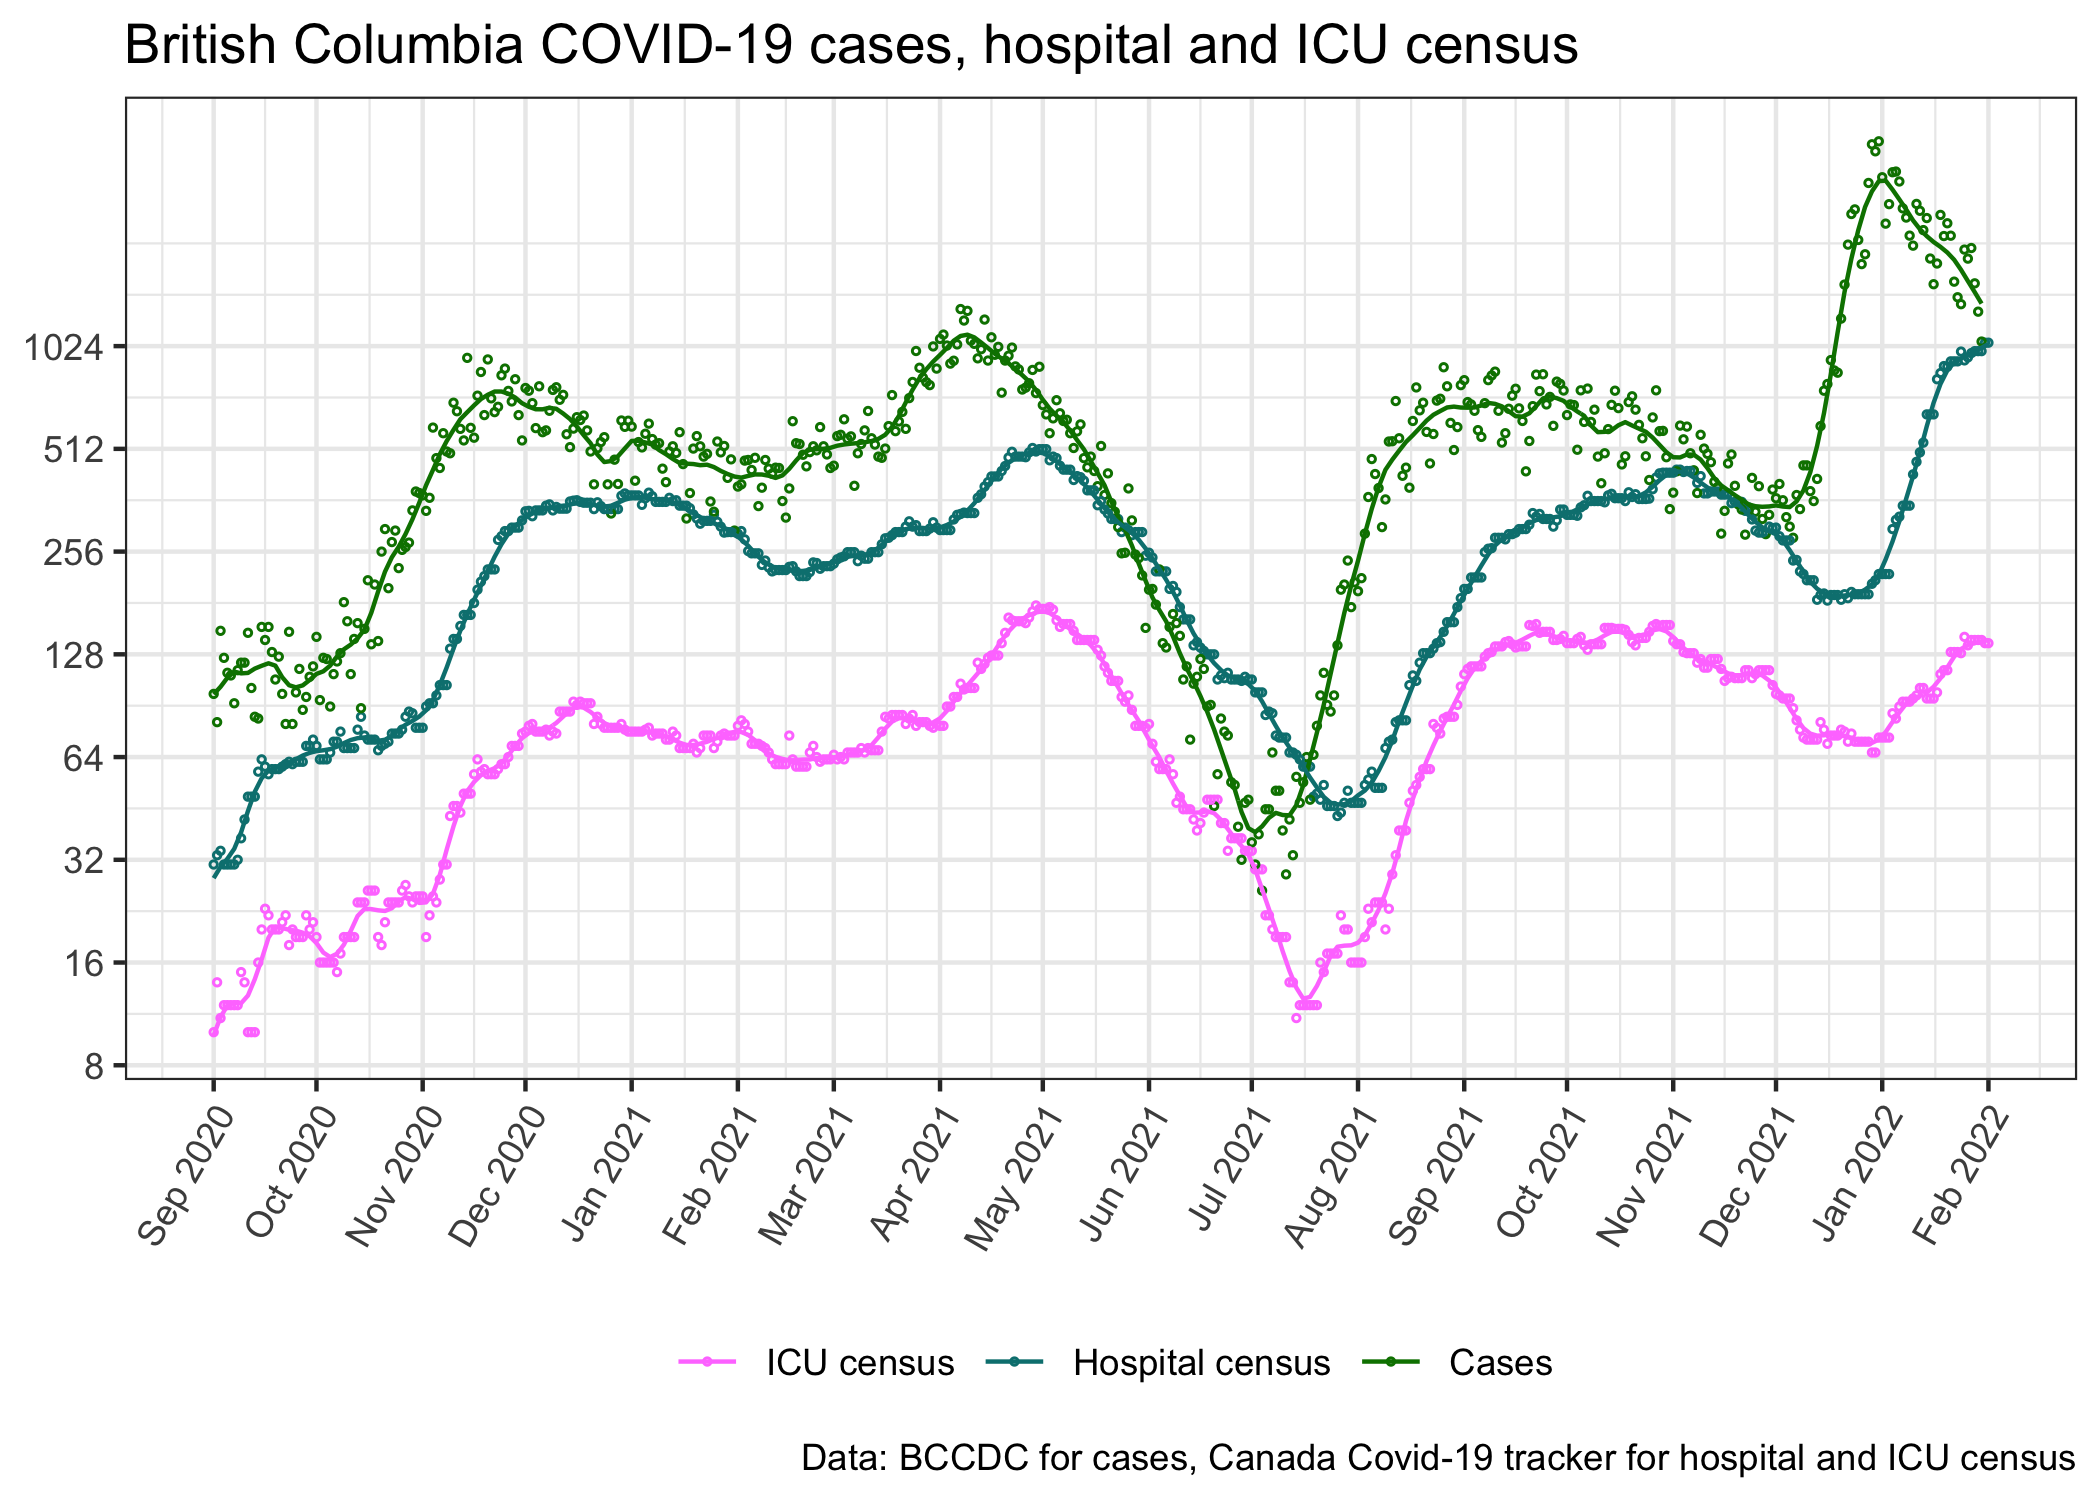 British Columbia COVID-19 cases, hospital and ICU census
1024
512
256
128
64
32
16
8
Sep 2020
Oct 2020
Nov 2020
Dec 2020
Jan 2021
Feb 2021
Mar 2021
Apr 2021
May 2021
Jun 2021
Jul 2021
Aug 2021
Sep 2021
Oct 2021
Nov 2021
Dec 2021
Jan 2022
Feb 2022
ICU census Hospital census Cases
Data: BCCDC for cases, Canada Covid-19 tracker for hospital and ICU census